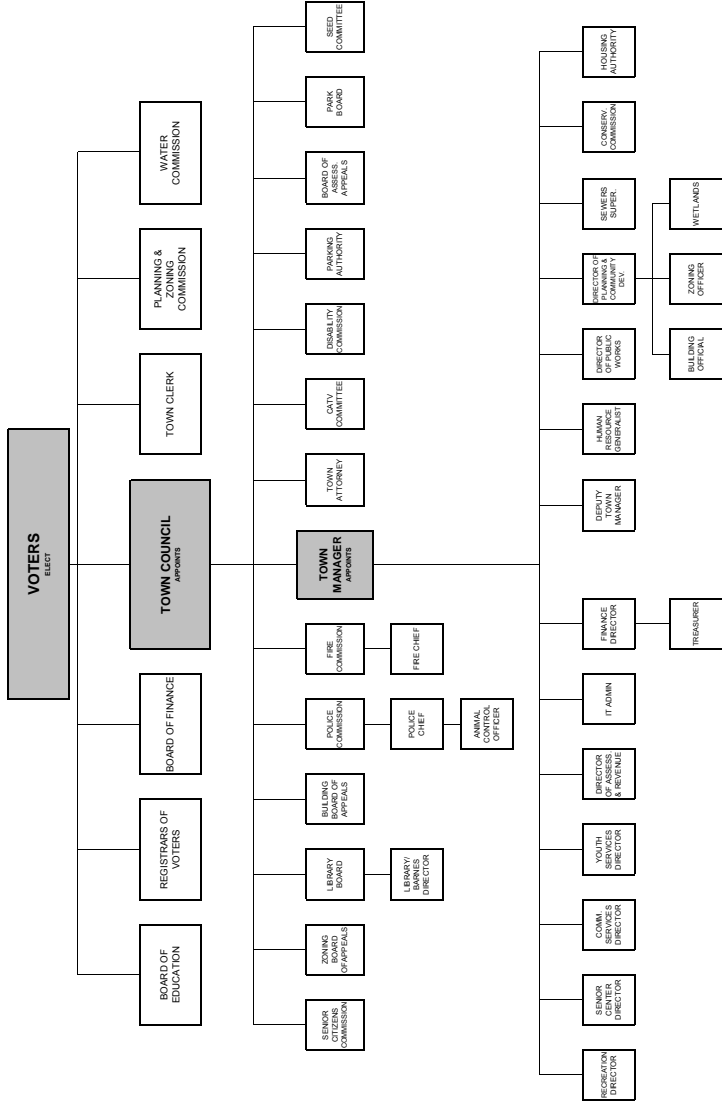 VOTERS
ELECT
BOARD OF
EDUCATION
REGISTRARS OF
VOTERS
BOARD OF FINANCE
TOWN COUNCIL
APPOINTS
TOWN CLERK
PLANNING &
ZONING
COMMISSION
WATER
COMMISSION
SENIOR
CITIZENS
COMMISSION
ZONING
BOARD
OF APPEALS
LIBRARY
BOARD
BUILDING
BOARD OF
APPEALS
POLICE
COMMISSION
FIRE
COMMISSION
TOWN
MANAGER
APPOINTS
TOWN
ATTORNEY
CATV
COMMITTEE
DISABILITY
COMMISSION
PARKING
AUTHORITY
BOARD OF
ASSESS.
APPEALS
PARK
BOARD
SEED
COMMITTEE
LIBRARY/
BARNES
DIRECTOR
POLICE
CHIEF
FIRE CHIEF
ANIMAL
CONTROL
OFFICER
RECREATION
DIRECTOR
SENIOR
CENTER
DIRECTOR
COMM.
SERVICES
DIRECTOR
YOUTH
SERVICES
DIRECTOR
DIRECTOR
OF ASSESS.
& REVENUE
IT ADMIN
FINANCE
DIRECTOR
DEPUTY
TOWN
MANAGER
HUMAN
RESOURCE
GENERALIST
DIRECTOR
OF PUBLIC
WORKS
DIRECTOR OF
PLANNING &
COMMUNITY
DEV.
SEWERS
SUPER.
CONSERV.
COMMISSION
HOUSING
AUTHORITY
TREASURER
BUILDING
OFFICIAL
ZONING
OFFICER
WETLANDS